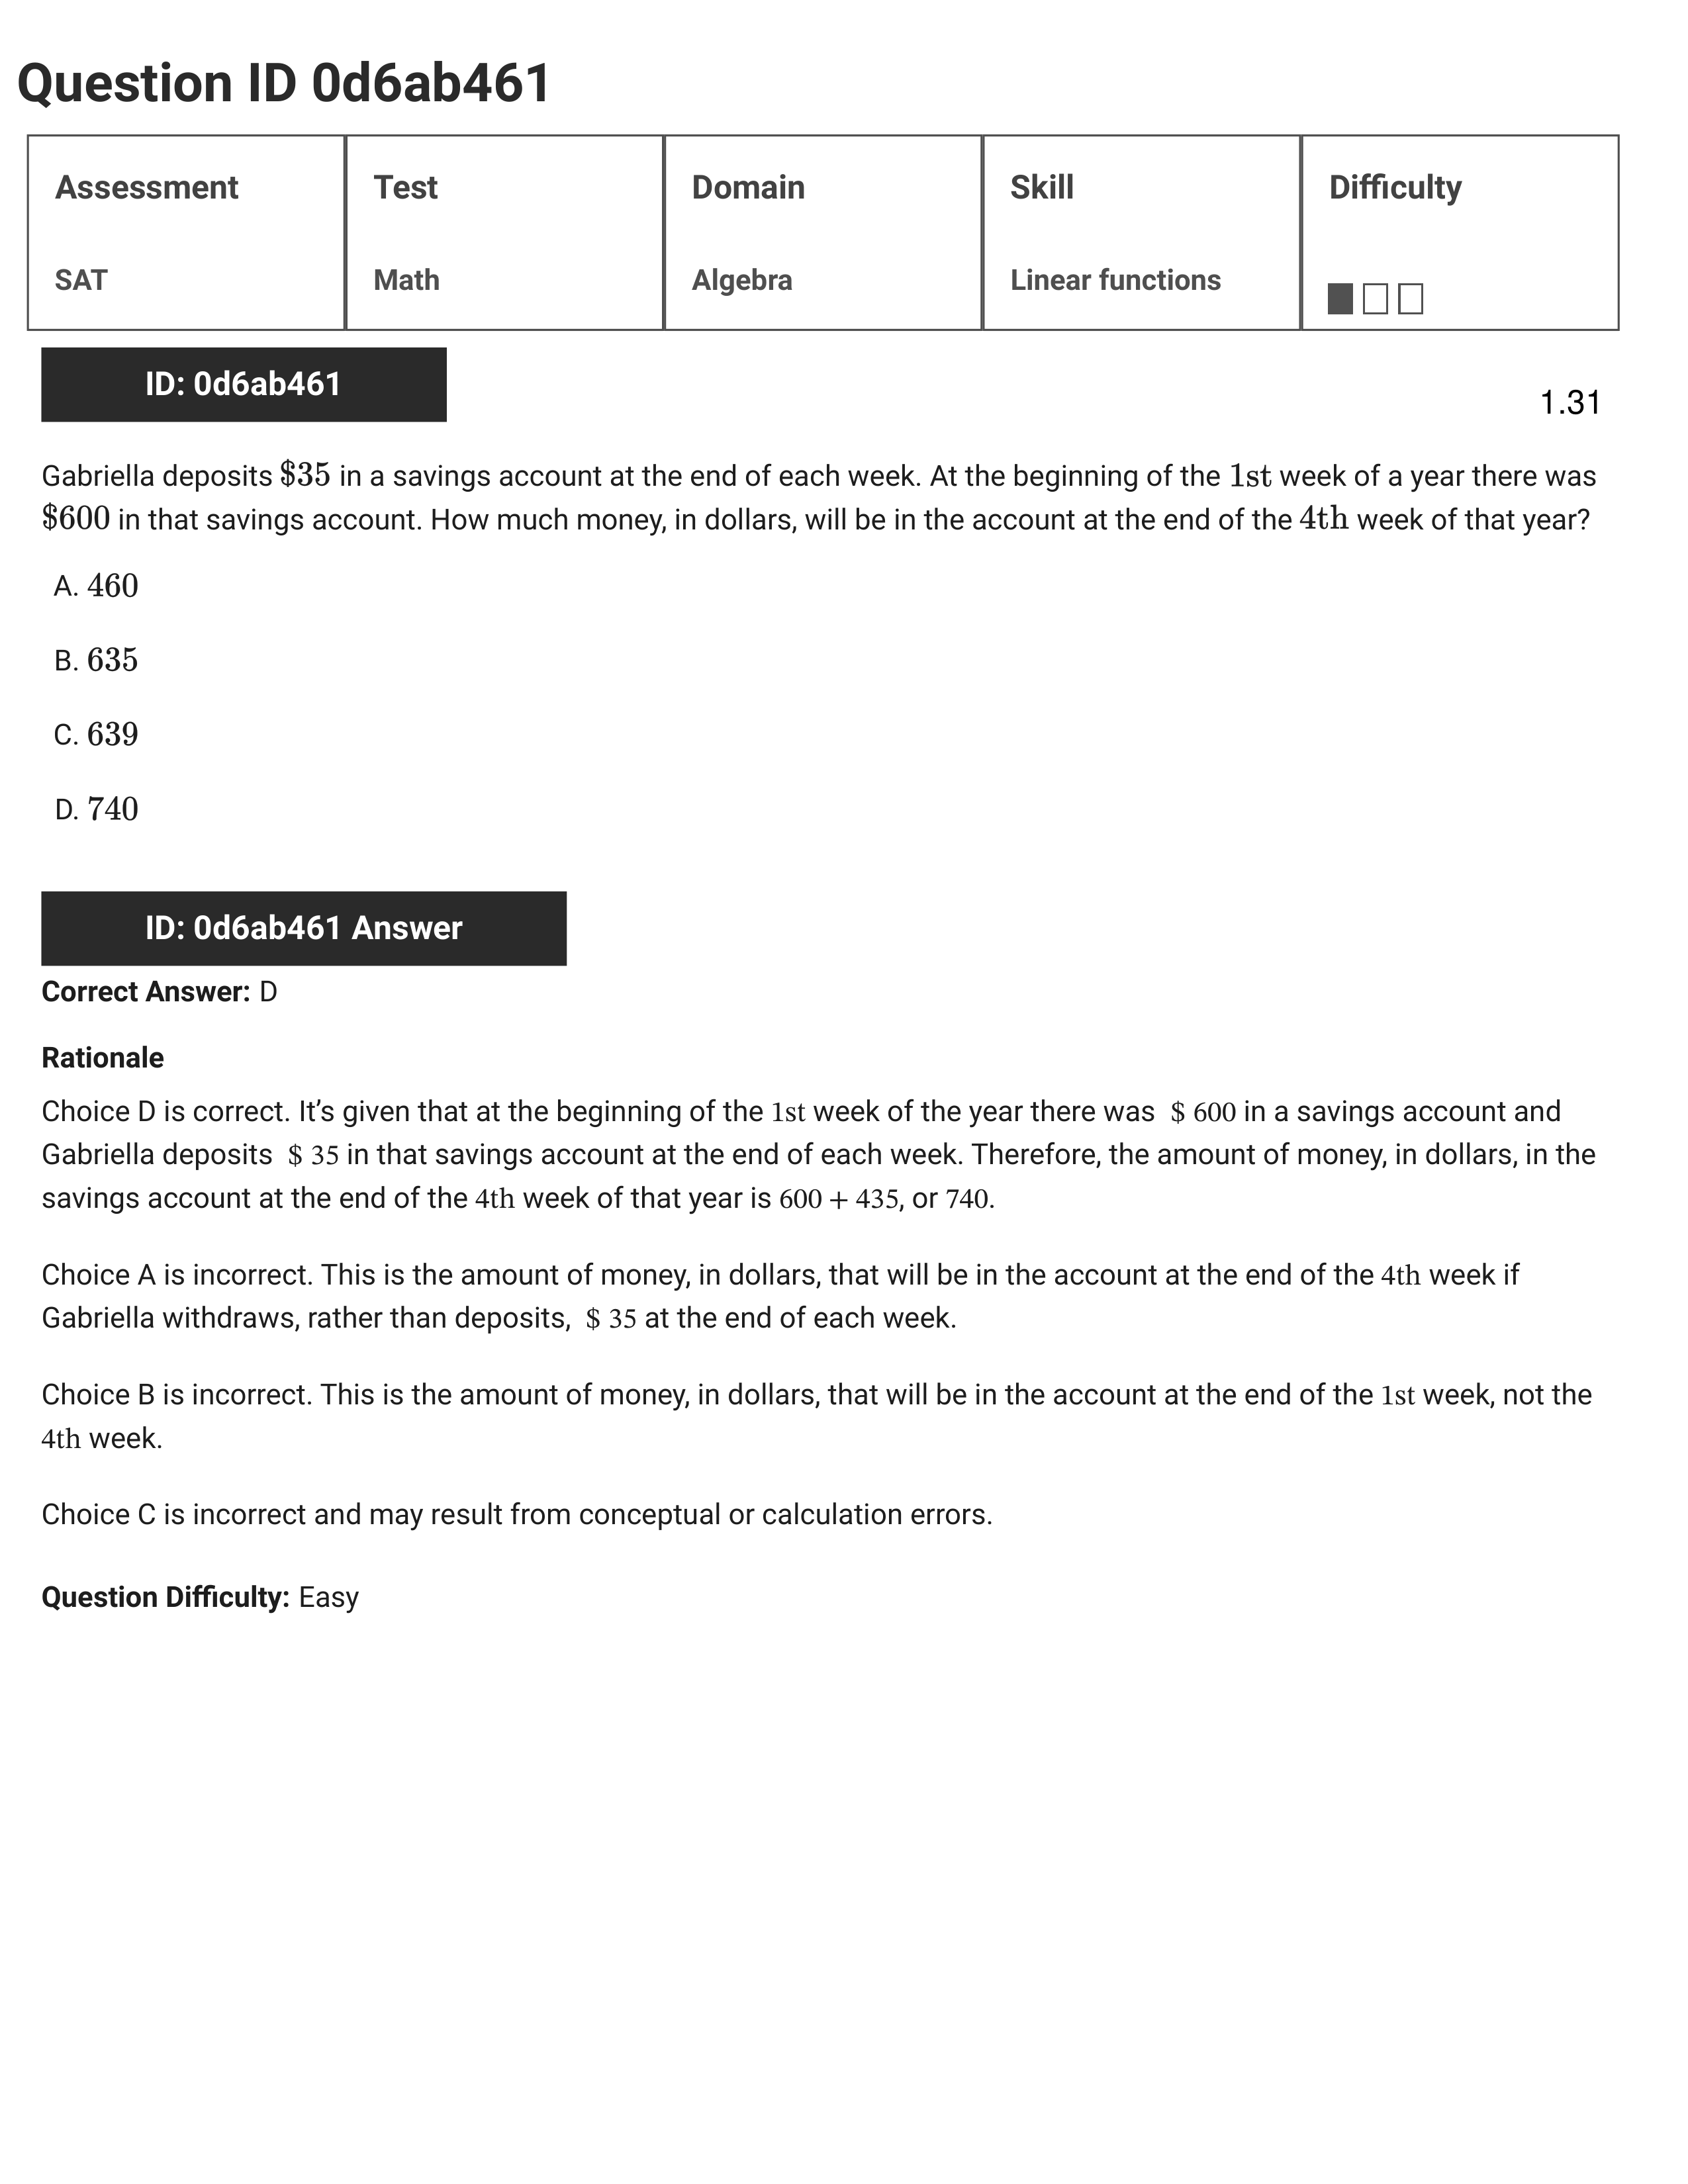 Question ID 0d6ab461
Assessment Test Domain Skill Difficulty
SAT Math Algebra Linear functions
ID: 0d6ab461
1.31
Gabriella deposits $35 in a savings account at the end of each week. At the beginning of the 1st week of a year there was
$600 in that savings account. How much money, in dollars, will be in the account at the end of the 4th week of that year?
A. 460
B. 635
C. 639
D. 740
ID: 0d6ab461 Answer
Correct Answer: D
Rationale
Choice D is correct. It’s given that at the beginning of the 1st week of the year there was $ 600 in a savings account and
Gabriella deposits $ 35 in that savings account at the end of each week. Therefore, the amount of money, in dollars, in the
savings account at the end of the 4th week of that year is 600 + 435, or 740.
Choice A is incorrect. This is the amount of money, in dollars, that will be in the account at the end of the 4th week if
Gabriella withdraws, rather than deposits, $ 35 at the end of each week.
Choice B is incorrect. This is the amount of money, in dollars, that will be in the account at the end of the 1st week, not the
4th week.
Choice C is incorrect and may result from conceptual or calculation errors.
Question Difficulty: Easy